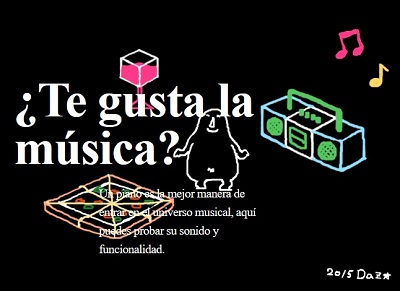 ¿Te gusta la
música?
Un piano es la mejor manera de
entrar en el universo musical, aquí
puedes probar su sonido y
funcionalidad.
2015 Daz★